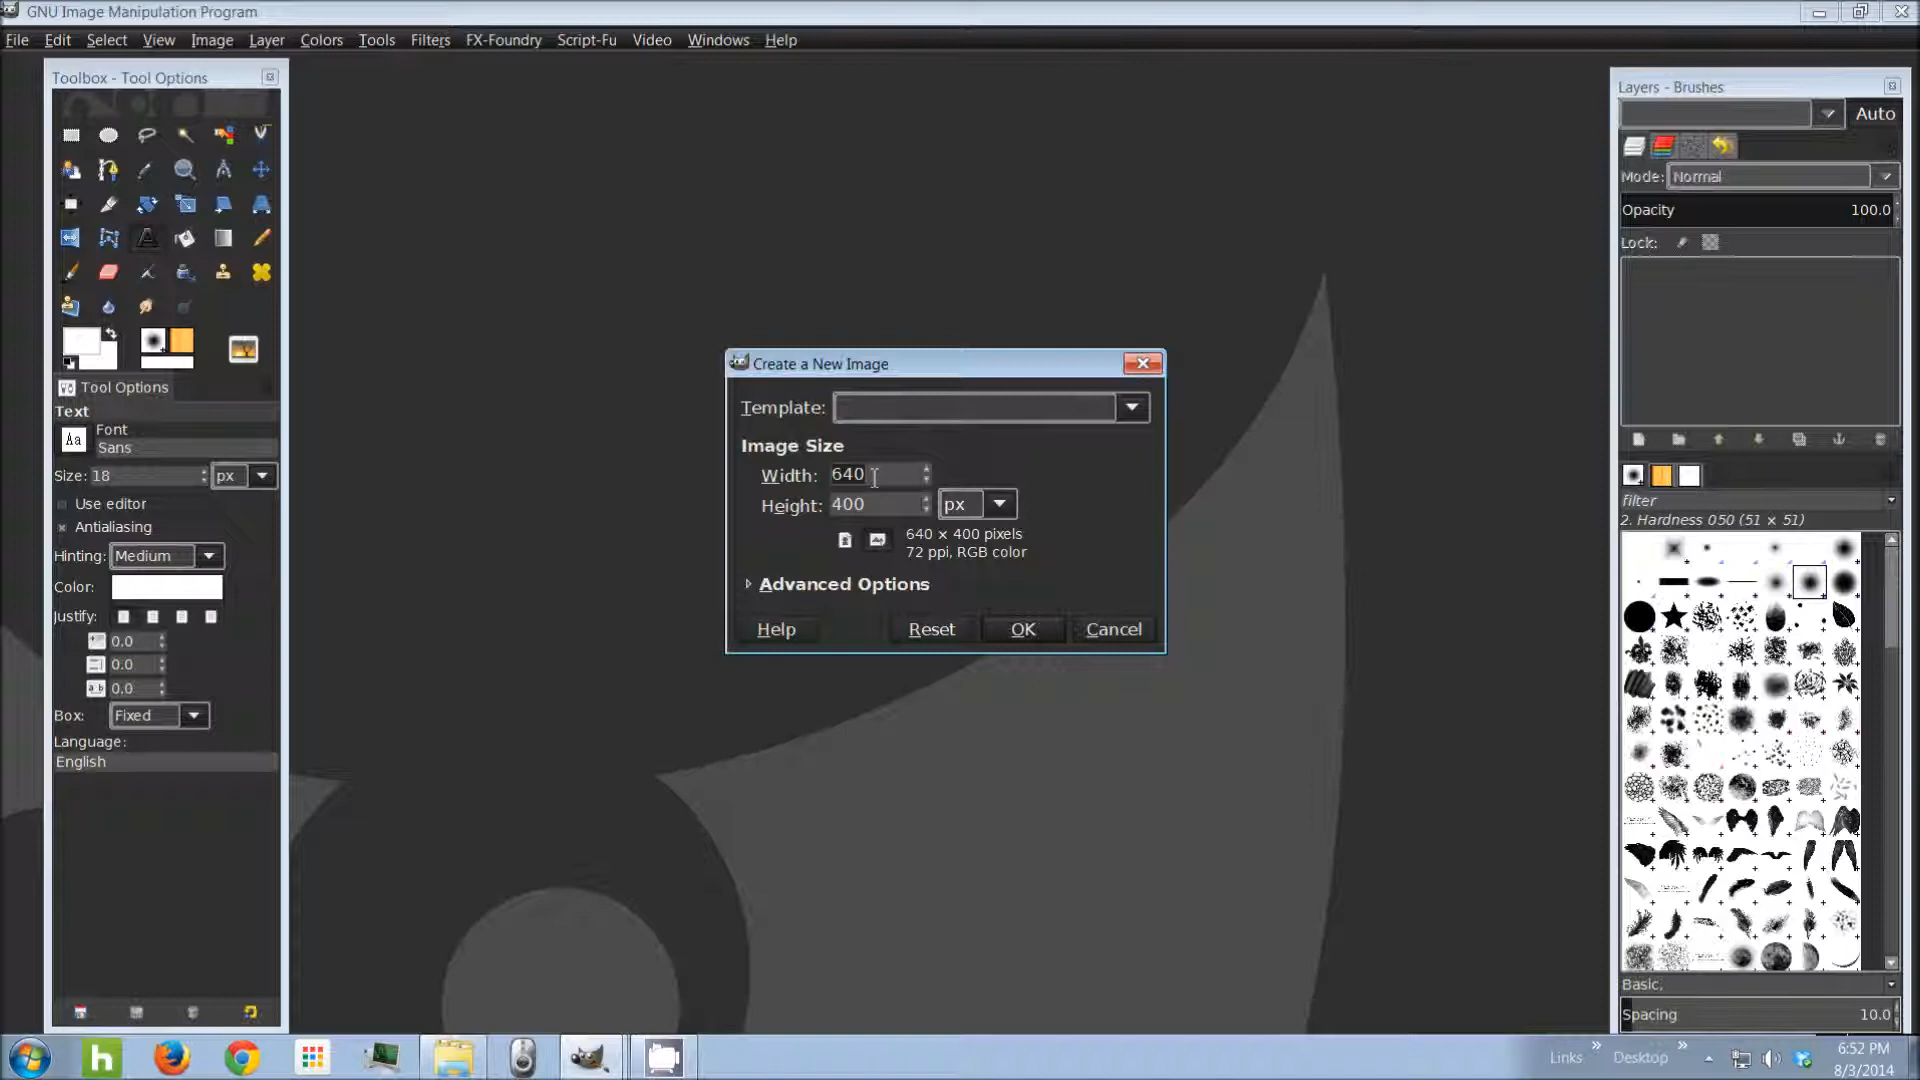 GNU Image Manipulation Program
File Edit Select View Image Layer Colors Tools Filters FX-Foundry Script-Fu Video Windows Help
Toolbox - Tool Options
Tool Options
Text
Aa
Font
Sans
Size: 18 px
Use editor
Antialiasing
Hinting: Medium
Color:
Justify:
0.0
0.0
0.0
Box: Fixed
Language:
English
Create a New Image
Template:
Image Size
Width: 640
Height: 400 px
640 × 400 pixels
72 ppi, RGB color
Advanced Options
Help Reset OK Cancel
Layers - Brushes
Auto
Mode: Normal
Opacity 100.0
Lock:
filter
2. Hardness 050 (51 × 51)
Basic,
Spacing 10.0
h
Links » Desktop »
6:52 PM
8/3/2014